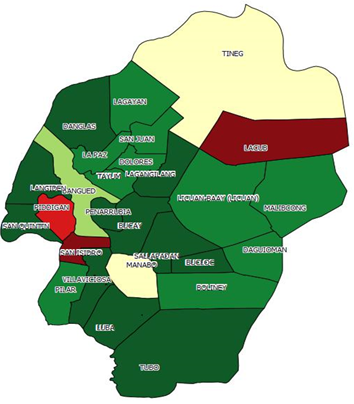 TINEG
LAGAYAN
DANGLAS
SAN JUAN
LACUB
LA PAZ
DOLORES
TAYUM
LAGANGILANG
LANGIDEN
BANGUED
LICUAN-BAAY (LICUAN)
PIDDIGAN
PENARRUBIA
MALIBCONG
SAN QUINTIN
BUCAY
SAN ISIDRO
SALLAPADAN
DAGUIOMAN
MANABO
BUCLOC
VILLAVICIOSA
PILAR
BOLINEY
LUBA
TUBO